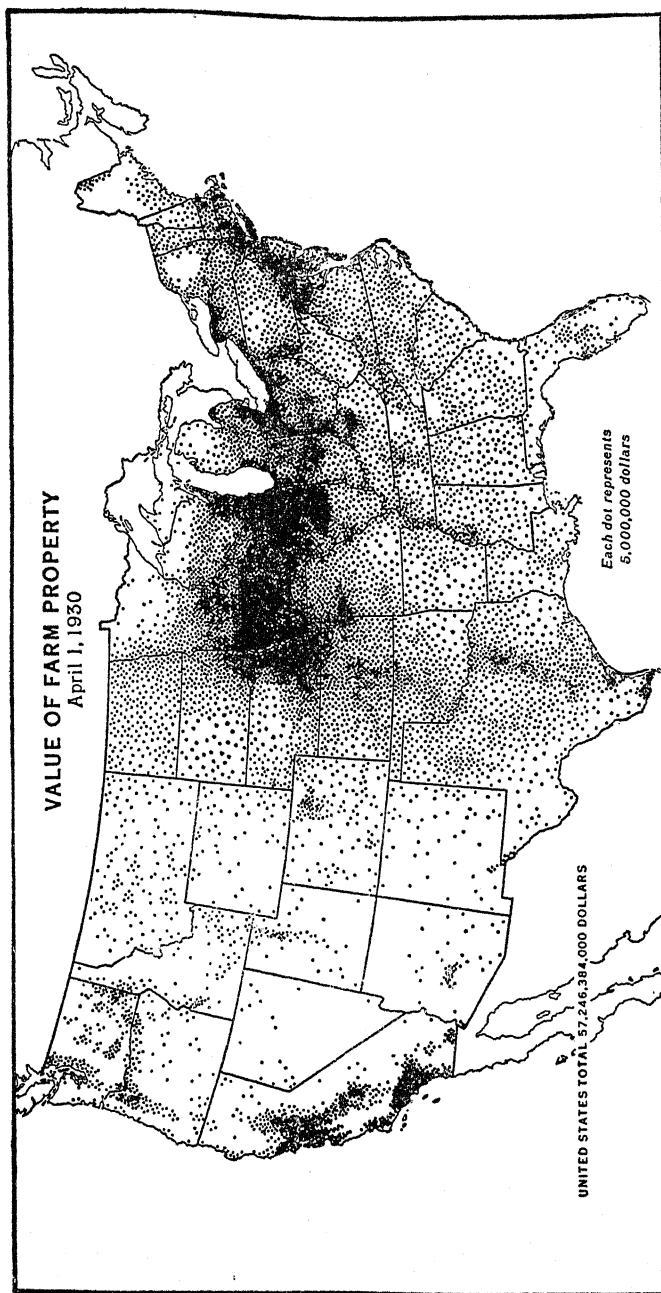 VALUE OF FARM PROPERTY
April 1, 1930
Each dot represents
5,000,000 dollars
UNITED STATES TOTAL 57,246,384,000 DOLLARS